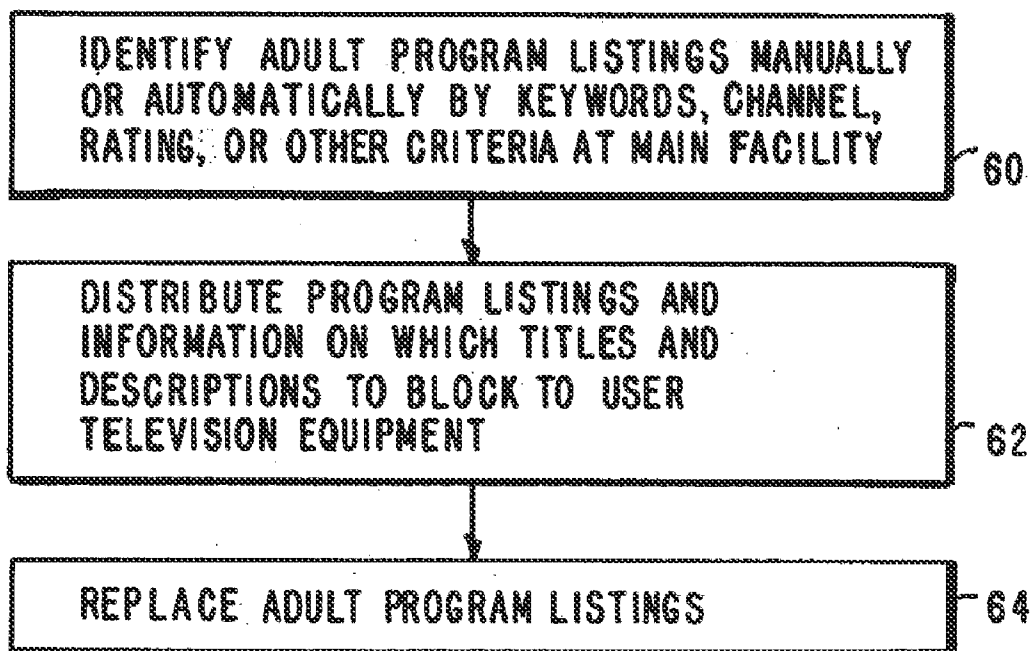 IDENTIFY ADULT PROGRAM LISTINGS MANUALLY
OR AUTOMATICALLY BY KEYWORDS, CHANNEL,
RATING, OR OTHER CRITERIA AT MAIN FACILITY
60
DISTRIBUTE PROGRAM LISTINGS AND
INFORMATION ON WHICH TITLES AND
DESCRIPTIONS TO BLOCK TO USER
TELEVISION EQUIPMENT
62
REPLACE ADULT PROGRAM LISTINGS
64